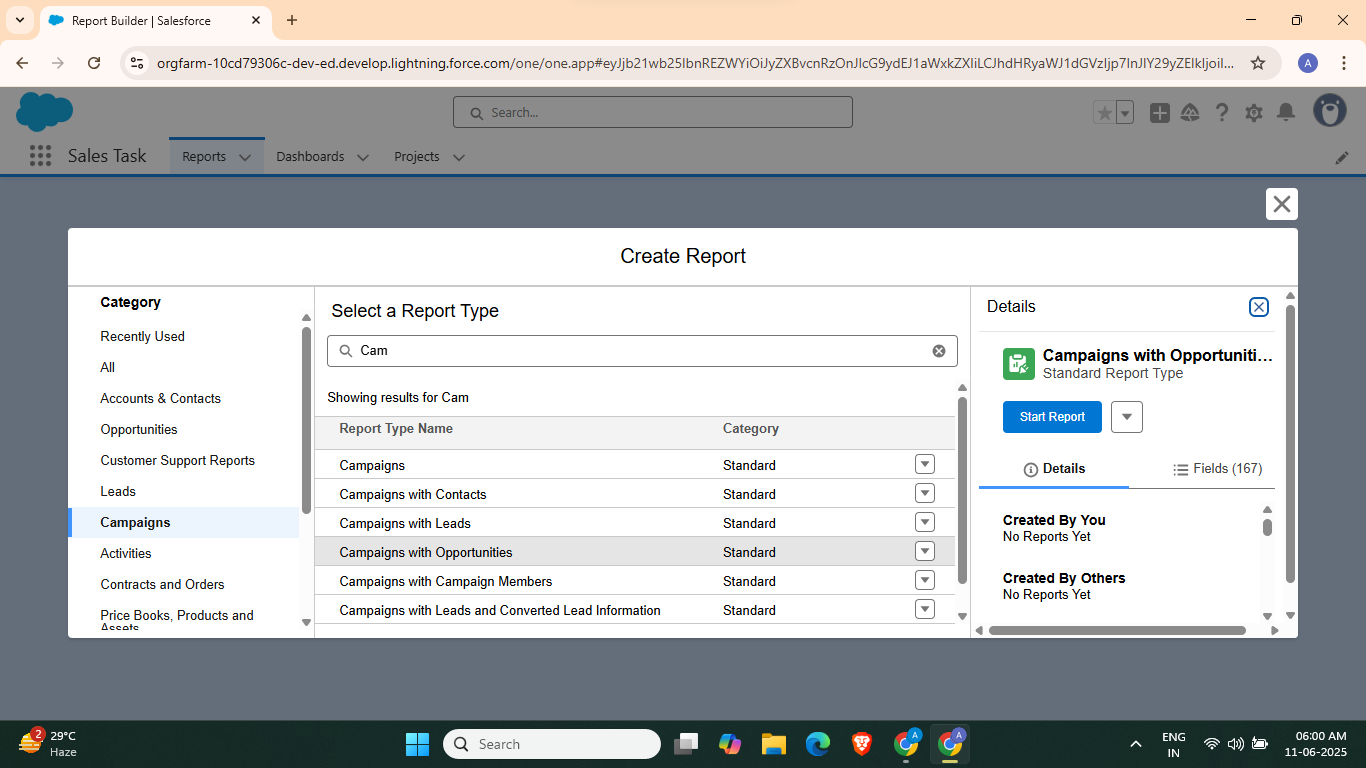 Report Builder | Salesforce
orgfarm-10cd79306c-dev-ed.develop.lightning.force.com/one/one.app#eyJjb21wb25lbnREZWYiOiJyZXBvcnRzOnJlcG9ydEJ1aWxkZXIiLCJhdHRyaWJ1dGVzIjp7InJlY29yZElkIjoiI...
A
Search...
Sales Task
Reports
Dashboards
Projects
Create Report
Category
Recently Used
All
Accounts & Contacts
Opportunities
Customer Support Reports
Leads
Campaigns
Activities
Contracts and Orders
Price Books, Products and
Assets
Select a Report Type
Cam
Showing results for Cam
Report Type Name Category
Campaigns Standard
Campaigns with Contacts Standard
Campaigns with Leads Standard
Campaigns with Opportunities Standard
Campaigns with Campaign Members Standard
Campaigns with Leads and Converted Lead Information Standard
Details
Campaigns with Opportuniti...
Standard Report Type
Start Report
Details
Fields (167)
Created By You
No Reports Yet
Created By Others
No Reports Yet
2
29°C
Haze
Search
A
A
ENG
IN
06:00 AM
11-06-2025